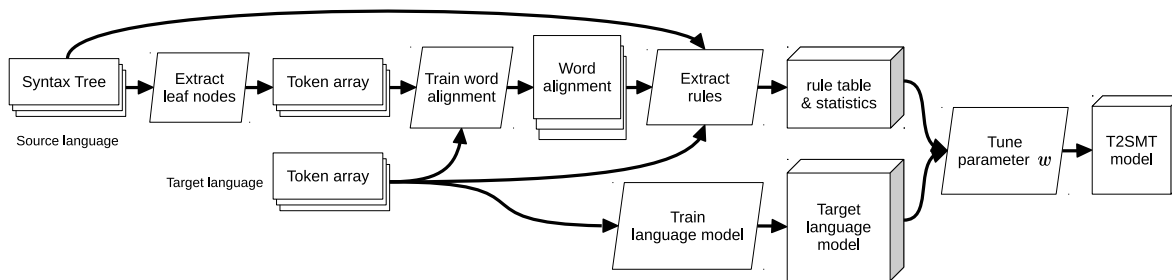 Syntax Tree
Source language
Extract
leaf nodes
Token array
Train word
alignment
Word
alignment
Extract
rules
rule table
& statistics
Target language
Token array
Train
language model
Target
language
model
Tune
parameter w
T2SMT
model